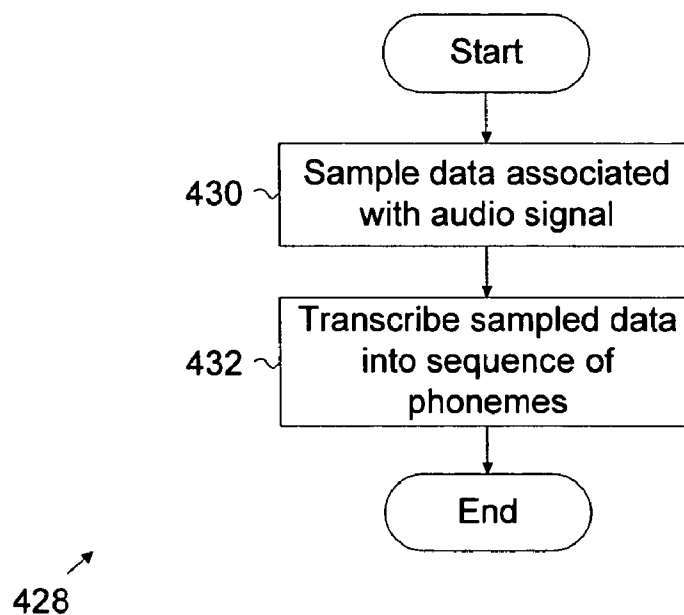 Start
430
Sample data associated
with audio signal
432
Transcribe sampled data
into sequence of
phonemes
End
428